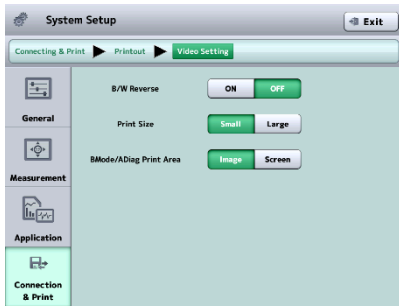 System Setup
Exit
Connecting & Print
Printout
Video Setting
General
Measurement
Application
Connection
& Print
B/W Reverse
ON
OFF
Print Size
Small
Large
BMode/ADiag Print Area
Image
Screen